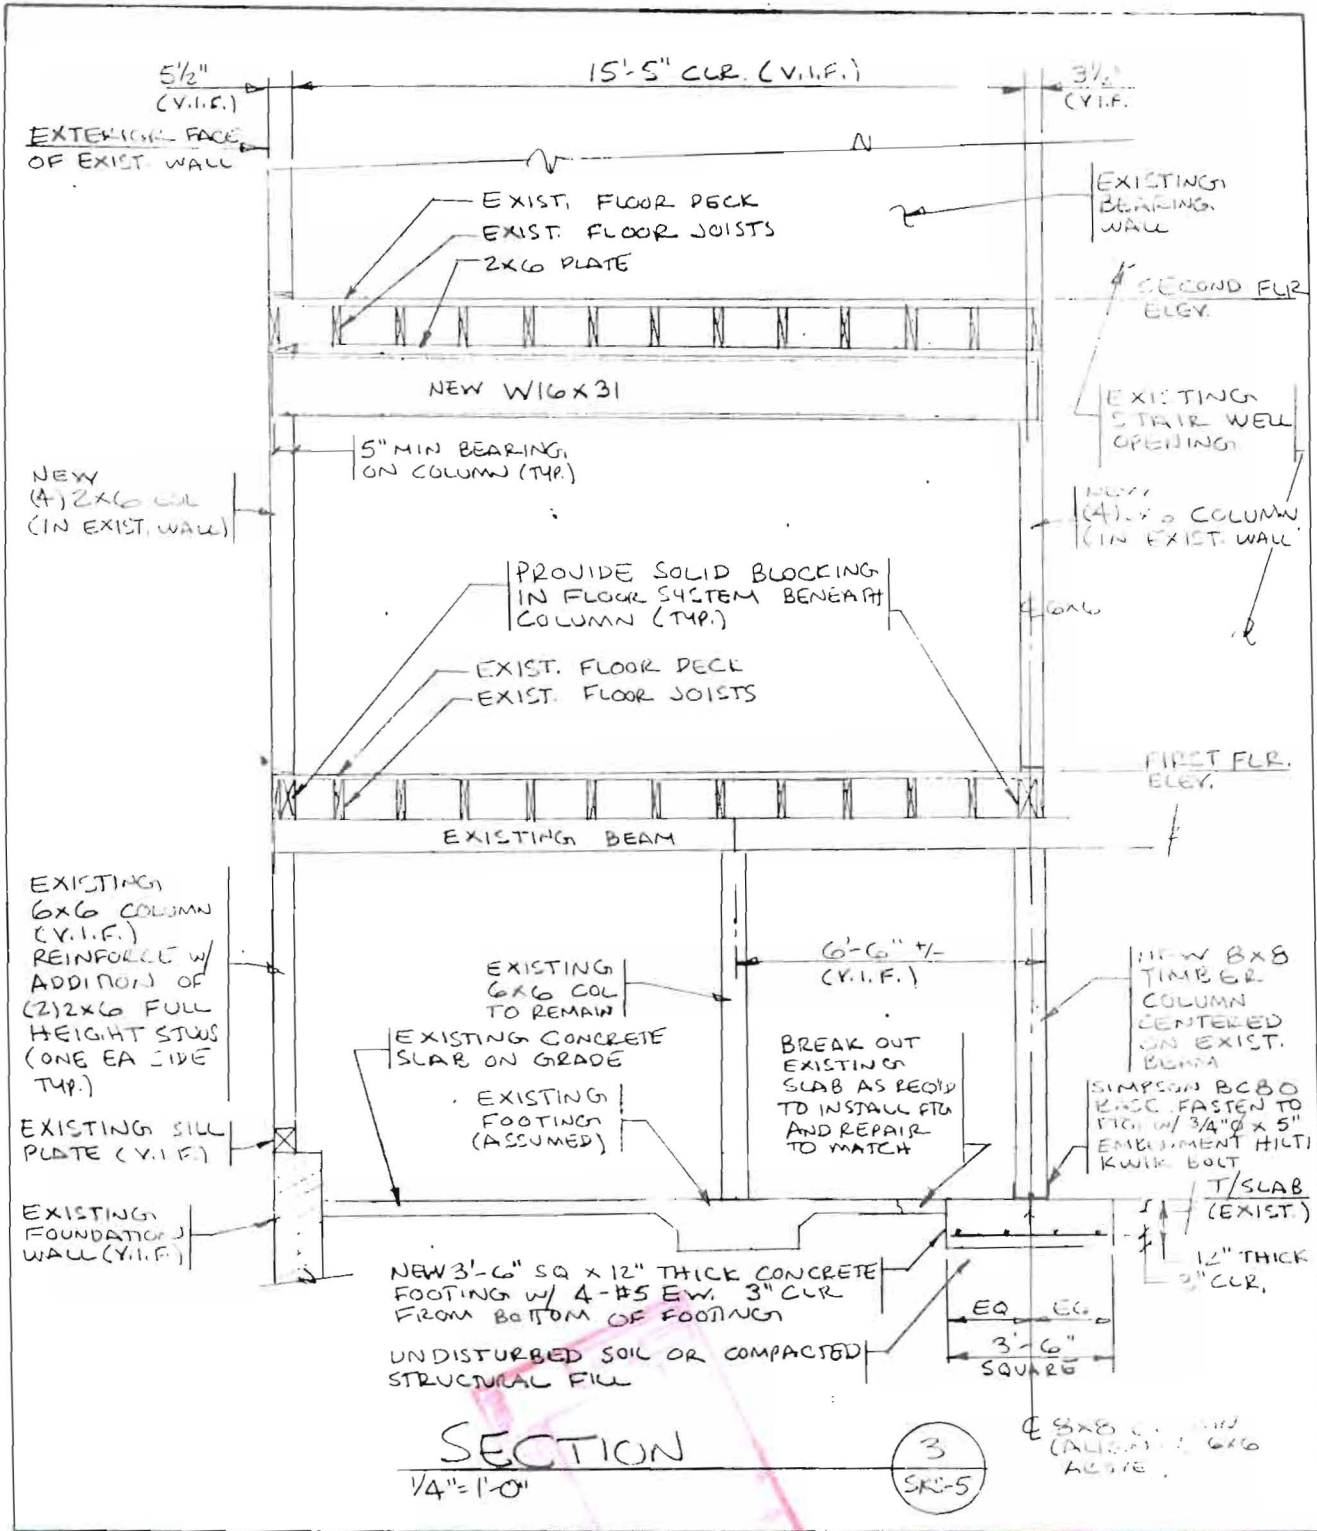 5½"
(V.I.F.)
15'-5" CLR. (V.I.F.)
3½"
(V.I.F.
EXTERIOR FACE
OF EXIST. WALL
EXIST. FLOOR DECK
EXIST. FLOOR JOISTS
2x6 PLATE
EXISTING
BEARING
WALL
SECOND FLR
ELEV.
NEW W16x31
EXISTING
STAIR WELL
OPENING
5" MIN BEARING
ON COLUMN (TYP.)
NEW
(4) 2x6 COL
(IN EXIST. WALL)
NEW
(4) COLUMN
(IN EXIST. WALL
PROVIDE SOLID BLOCKING
IN FLOOR SYSTEM BENEATH
COLUMN (TYP.)
℄ 6x6
EXIST. FLOOR DECK
EXIST. FLOOR JOISTS
FIRST FLR.
ELEV.
EXISTING BEAM
EXISTING
6x6 COLUMN
(V.I.F.)
REINFORCE W/
ADDITION OF
(2) 2x6 FULL
HEIGHT STUDS
(ONE EA SIDE
TYP.)
6'-6" +/-
(V.I.F.)
EXISTING
6x6 COL
TO REMAIN
NEW 8x8
TIMBER
COLUMN
CENTERED
ON EXIST.
BEAM
EXISTING CONCRETE
SLAB ON GRADE
BREAK OUT
EXISTING
SLAB AS REQ'D
TO INSTALL FTG
AND REPAIR
TO MATCH
EXISTING
FOOTING
(ASSUMED)
SIMPSON BC80
BASE. FASTEN TO
FTG. W/ 3/4"Ø x 5"
EMBEDMENT HILTI
KWIK BOLT
EXISTING SILL
PLATE (V.I.F.)
T/SLAB
(EXIST.)
EXISTING
FOUNDATION
WALL (V.I.F.)
12" THICK
3" CLR.
NEW 3'-6" SQ x 12" THICK CONCRETE
FOOTING W/ 4-#5 EW. 3" CLR
FROM BOTTOM OF FOOTING
EQ EQ
3'-6"
SQUARE
UNDISTURBED SOIL OR COMPACTED
STRUCTURAL FILL
℄ 8x8
(ALIGN 6x6
ABOVE
SECTION
1/4"=1'-0"
3
SK-5